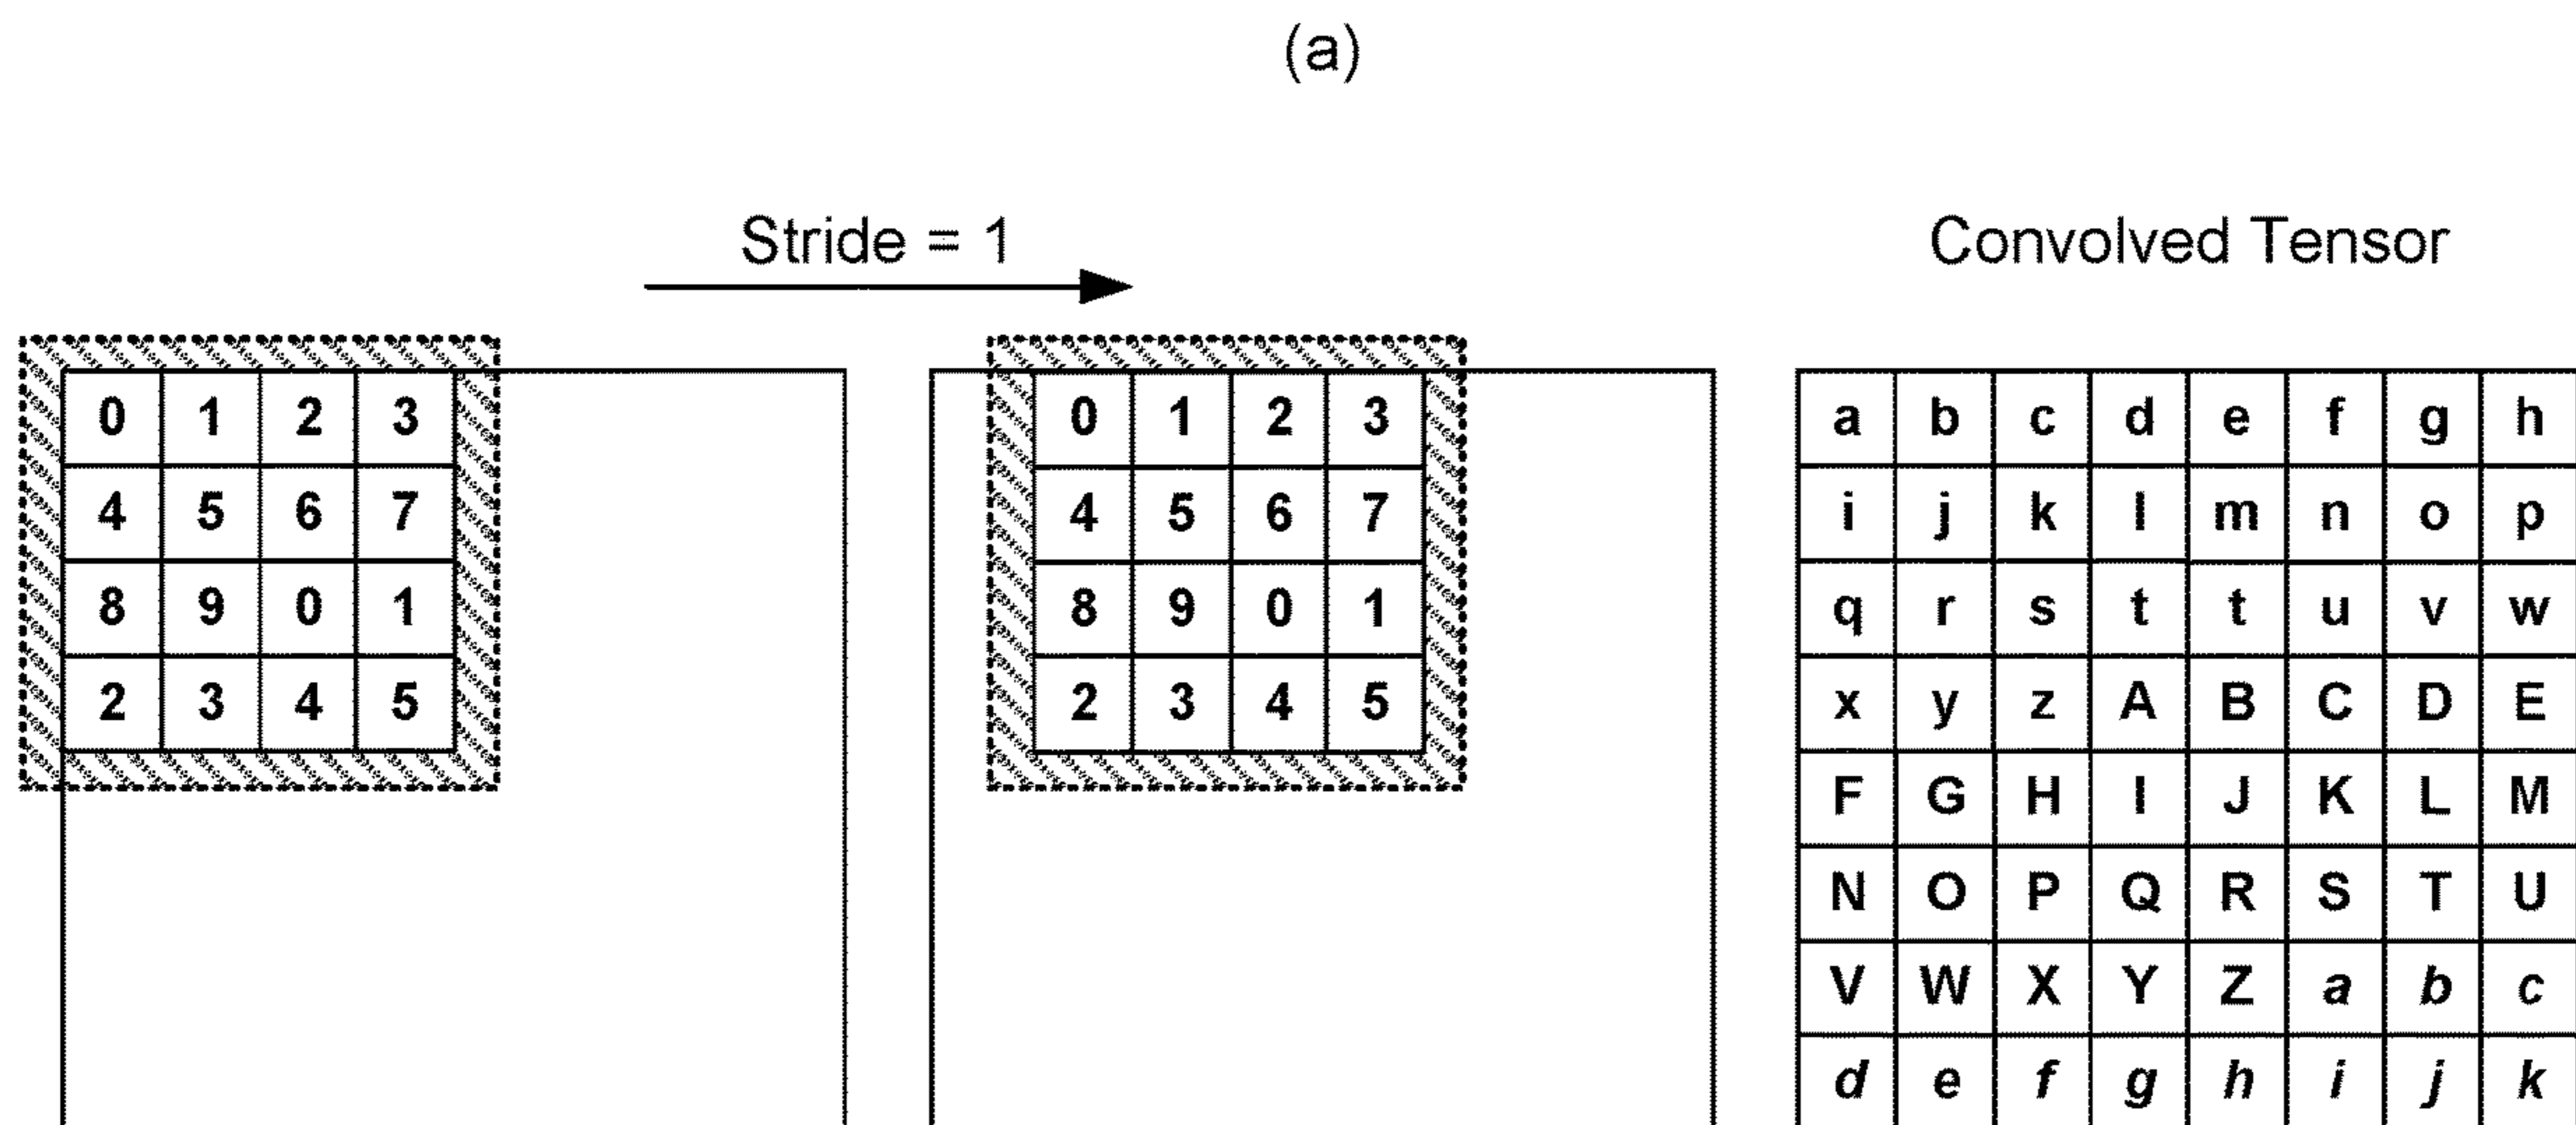 (a)
Stride = 1
Convolved Tensor
0 1 2 3 0 1 2 3 a b c d e f g h
4 5 6 7 4 5 6 7 i j k l m n o p
8 9 0 1 8 9 0 1 q r s t t u v w
2 3 4 5 2 3 4 5 x y z A B C D E
F G H I J K L M
N O P Q R S T U
V W X Y Z a b c
d e f g h i j k